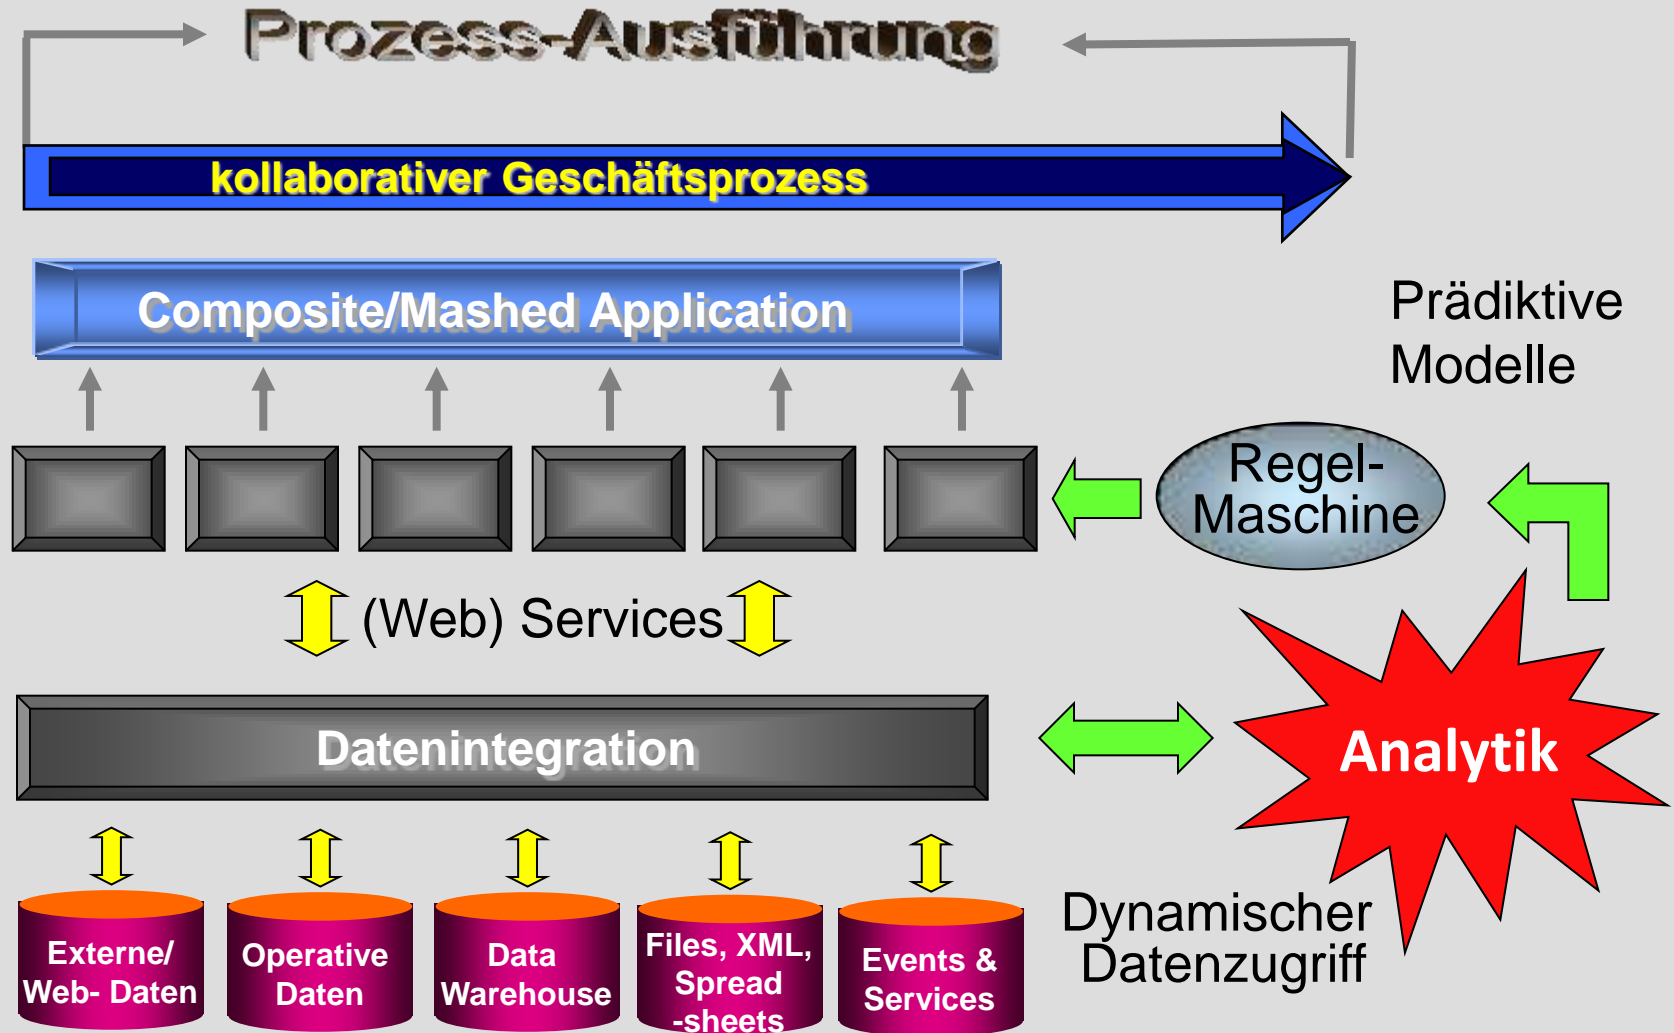 Prozess-Ausführung
kollaborativer Geschäftsprozess
Composite/Mashed Application
Prädiktive
Modelle
Regel-
Maschine
(Web) Services
Datenintegration
Analytik
Externe/
Web- Daten
Operative
Daten
Data
Warehouse
Files, XML,
Spread
-sheets
Events &
Services
Dynamischer
Datenzugriff